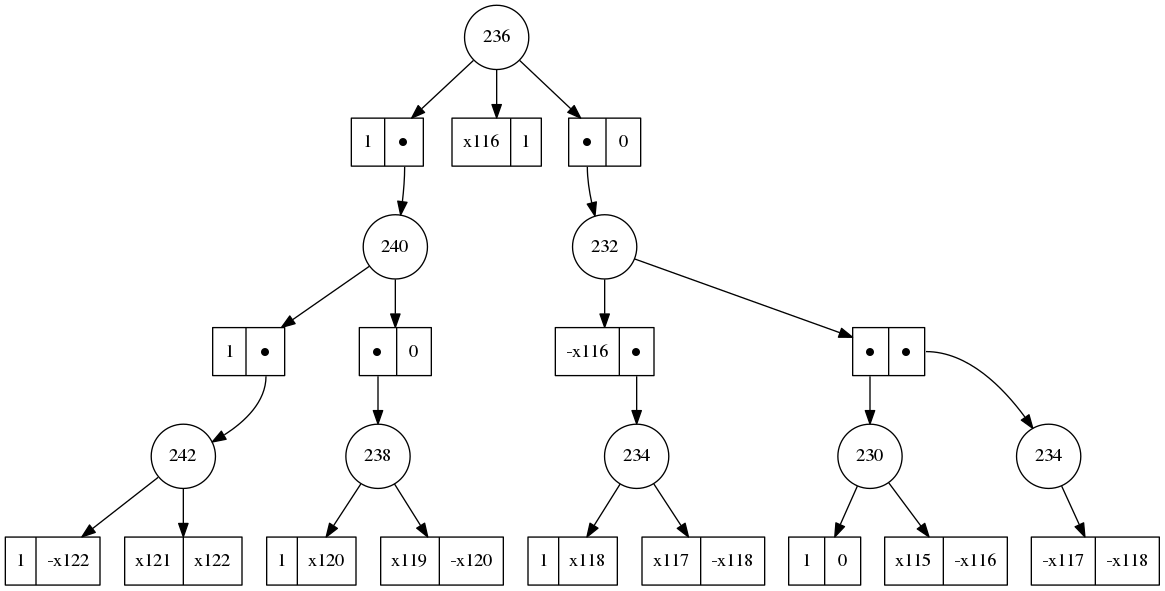 236
1 ●
x116 1
● 0
240
232
1 ●
● 0
-x116 ●
● ●
242
238
234
230
234
1 -x122
x121 x122
1 x120
x119 -x120
1 x118
x117 -x118
1 0
x115 -x116
-x117 -x118